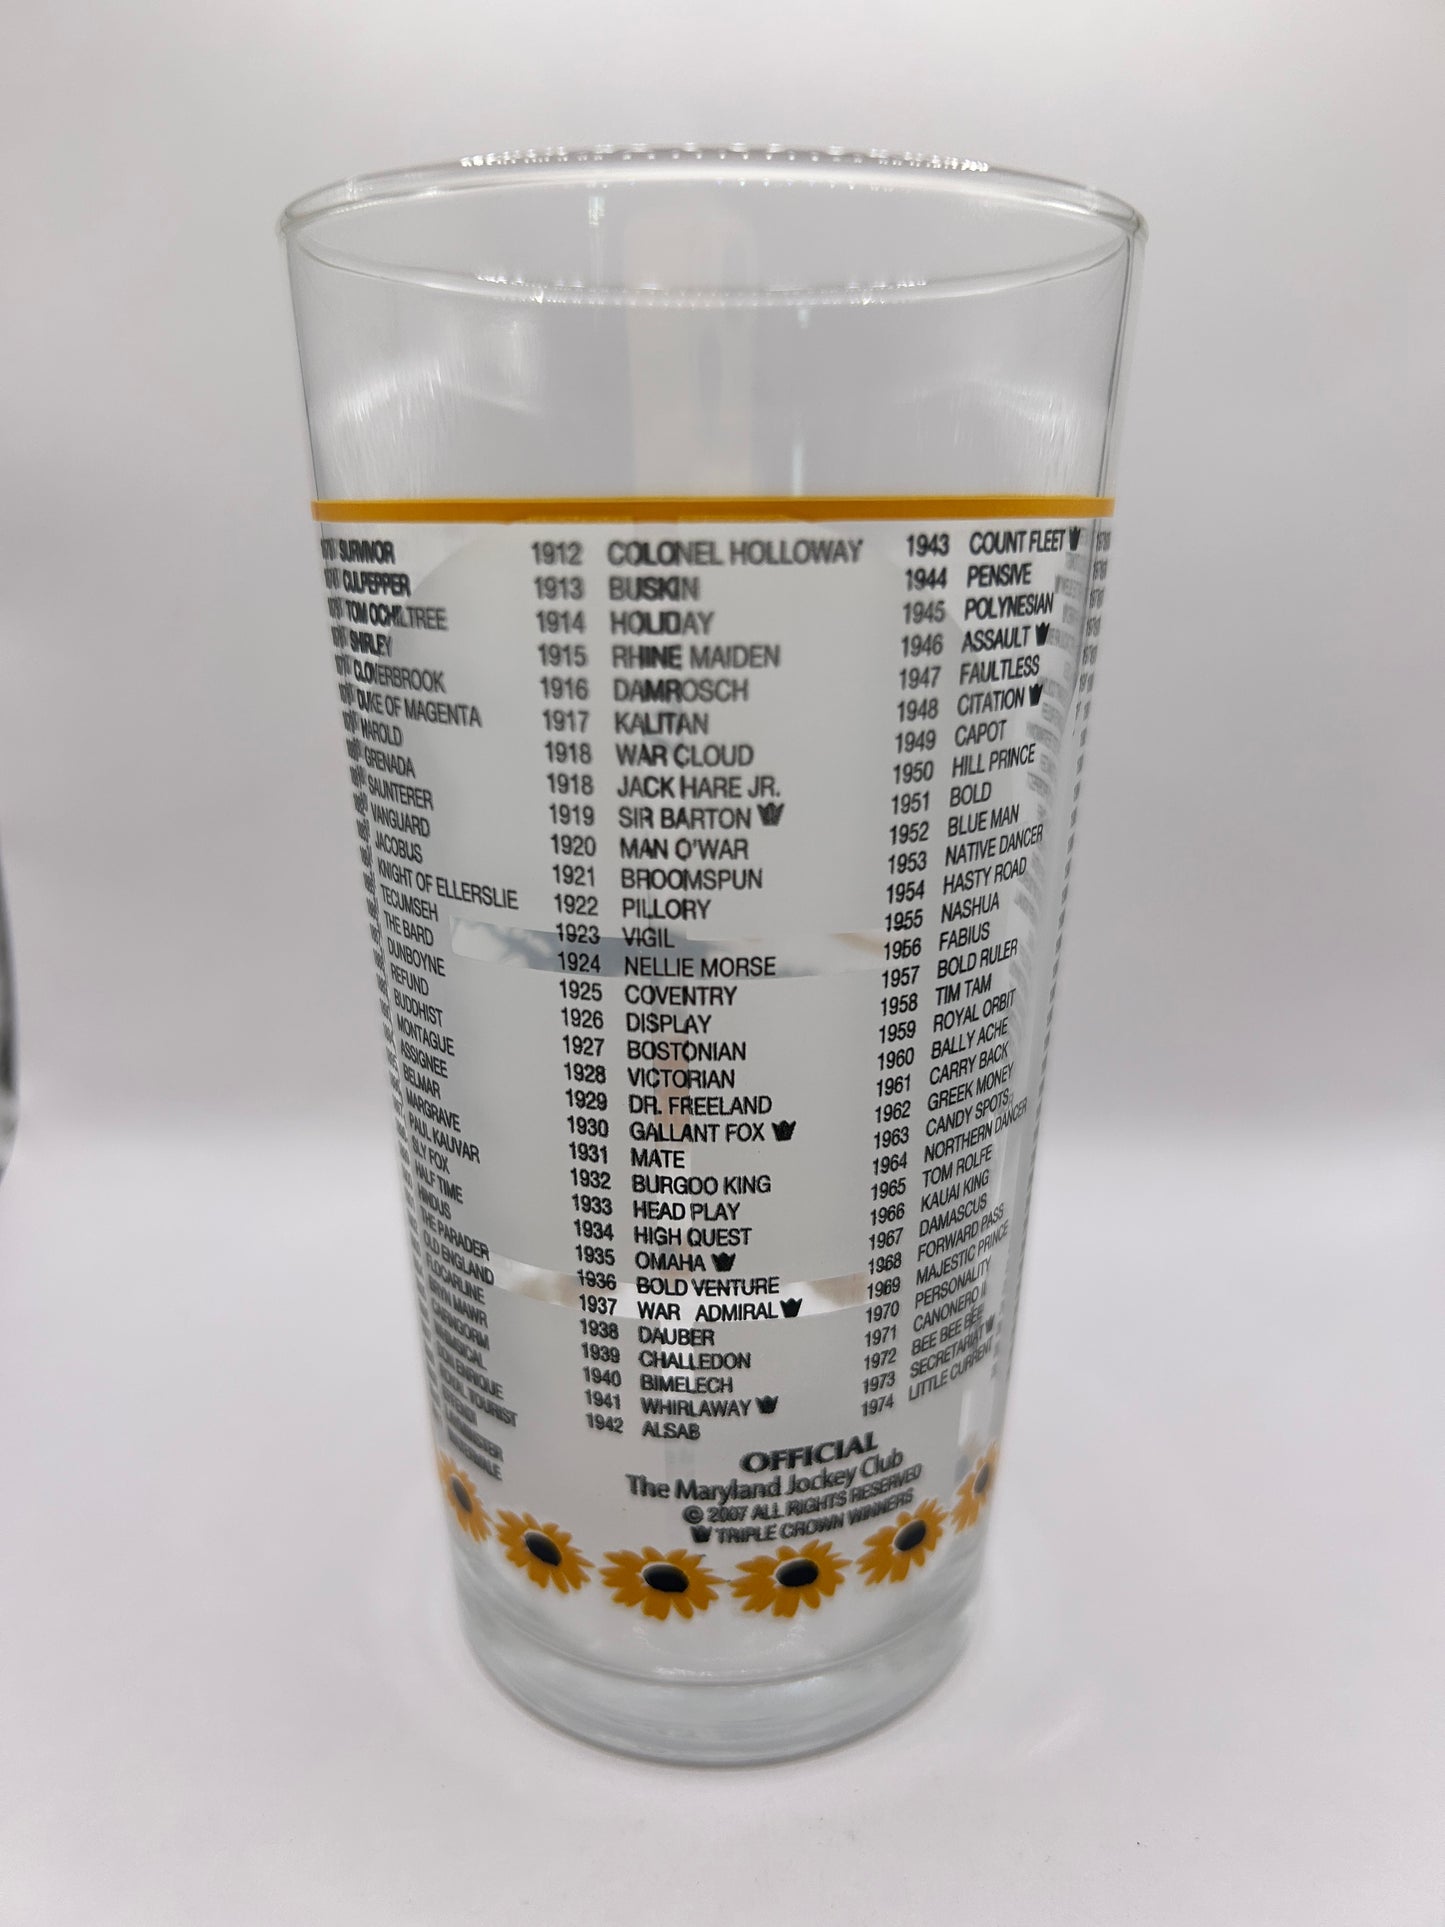 SURVIVOR
CULPEPPER
TOM OCHILTREE
SHIRLEY
CLOVERBROOK
DUKE OF MAGENTA
HAROLD
GRENADA
SAUNTERER
VANGUARD
JACOBUS
KNIGHT OF ELLERSLIE
TECUMSEH
THE BARD
DUNBOYNE
REFUND
BUDDHIST
MONTAGUE
ASSIGNEE
BELMAR
MARGRAVE
PAUL KAUVAR
SLY FOX
HALF TIME
HINDUS
THE PARADER
OLD ENGLAND
FLOCARLINE
BRYN MAWR
CAIRNGORM
WHIMSICAL
DON ENRIQUE
ROYAL TOURIST
EFFENDI
WATERVALE
1912 COLONEL HOLLOWAY
1913 BUSKIN
1914 HOLIDAY
1915 RHINE MAIDEN
1916 DAMROSCH
1917 KALITAN
1918 WAR CLOUD
1918 JACK HARE JR.
1919 SIR BARTON
1920 MAN O'WAR
1921 BROOMSPUN
1922 PILLORY
1923 VIGIL
1924 NELLIE MORSE
1925 COVENTRY
1926 DISPLAY
1927 BOSTONIAN
1928 VICTORIAN
1929 DR. FREELAND
1930 GALLANT FOX
1931 MATE
1932 BURGOO KING
1933 HEAD PLAY
1934 HIGH QUEST
1935 OMAHA
1936 BOLD VENTURE
1937 WAR ADMIRAL
1938 DAUBER
1939 CHALLEDON
1940 BIMELECH
1941 WHIRLAWAY
1942 ALSAB
1943 COUNT FLEET
1944 PENSIVE
1945 POLYNESIAN
1946 ASSAULT
1947 FAULTLESS
1948 CITATION
1949 CAPOT
1950 HILL PRINCE
1951 BOLD
1952 BLUE MAN
1953 NATIVE DANCER
1954 HASTY ROAD
1955 NASHUA
1956 FABIUS
1957 BOLD RULER
1958 TIM TAM
1959 ROYAL ORBIT
1960 BALLY ACHE
1961 CARRY BACK
1962 GREEK MONEY
1963 CANDY SPOTS
1964 NORTHERN DANCER
1965 TOM ROLFE
1966 KAUAI KING
1967 DAMASCUS
1968 FORWARD PASS
1969 MAJESTIC PRINCE
1970 PERSONALITY
1971 CANONERO II
1972 BEE BEE BEE
1973 SECRETARIAT
1974 LITTLE CURRENT
OFFICIAL
The Maryland Jockey Club
© 2007 ALL RIGHTS RESERVED
TRIPLE CROWN WINNERS